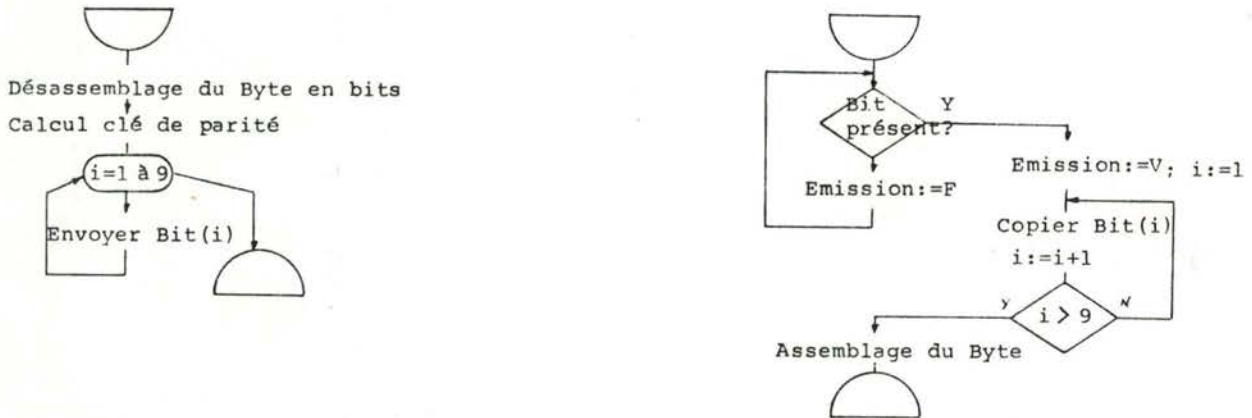 Désassemblage du Byte en bits
Calcul clé de parité
i=1 à 9
Envoyer Bit(i)
Bit Y
présent?
Emission:=F
Emission:=V; i:=1
Copier Bit(i)
i:=i+1
Y i > 9 N
Assemblage du Byte